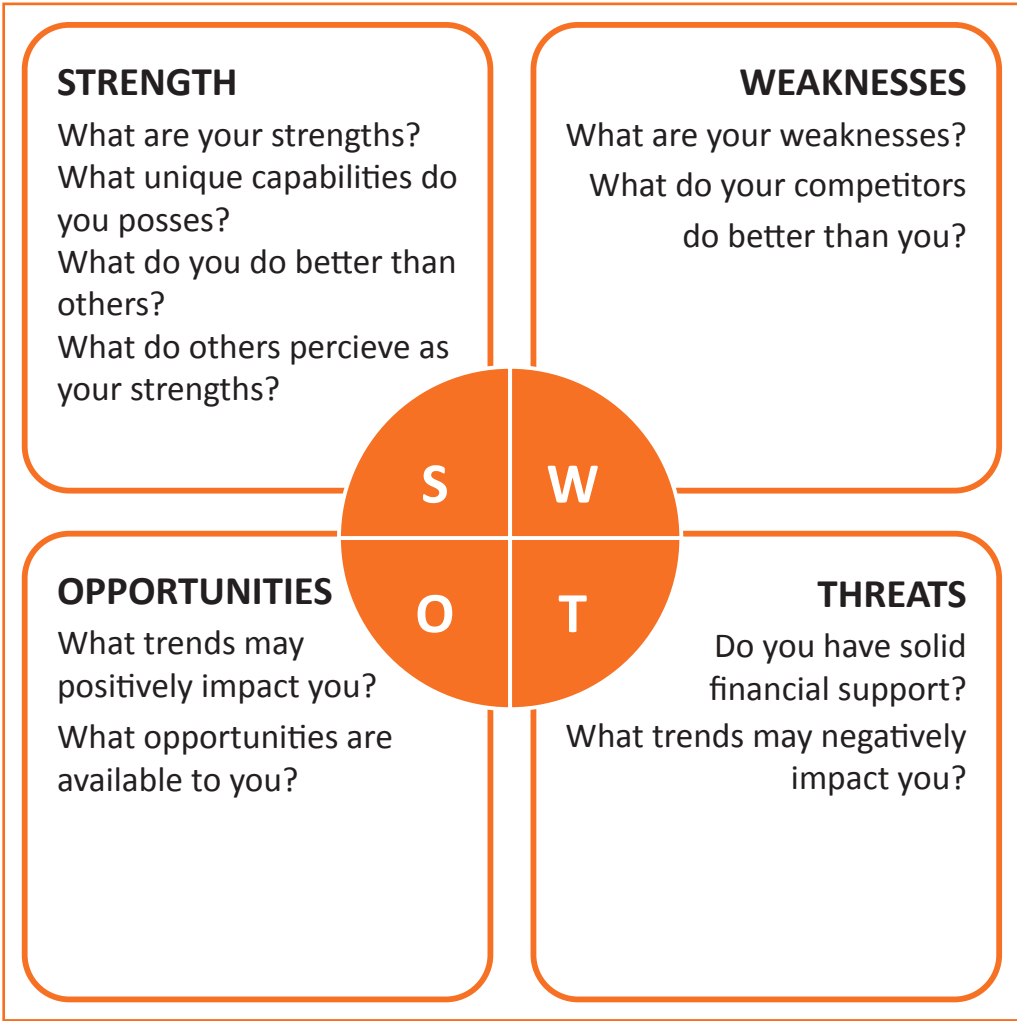 STRENGTH
What are your strengths?
What unique capabilities do
you posses?
What do you do better than
others?
What do others percieve as
your strengths?
WEAKNESSES
What are your weaknesses?
What do your competitors
do better than you?
S
W
O
T
OPPORTUNITIES
What trends may
positively impact you?
What opportunities are
available to you?
THREATS
Do you have solid
financial support?
What trends may negatively
impact you?